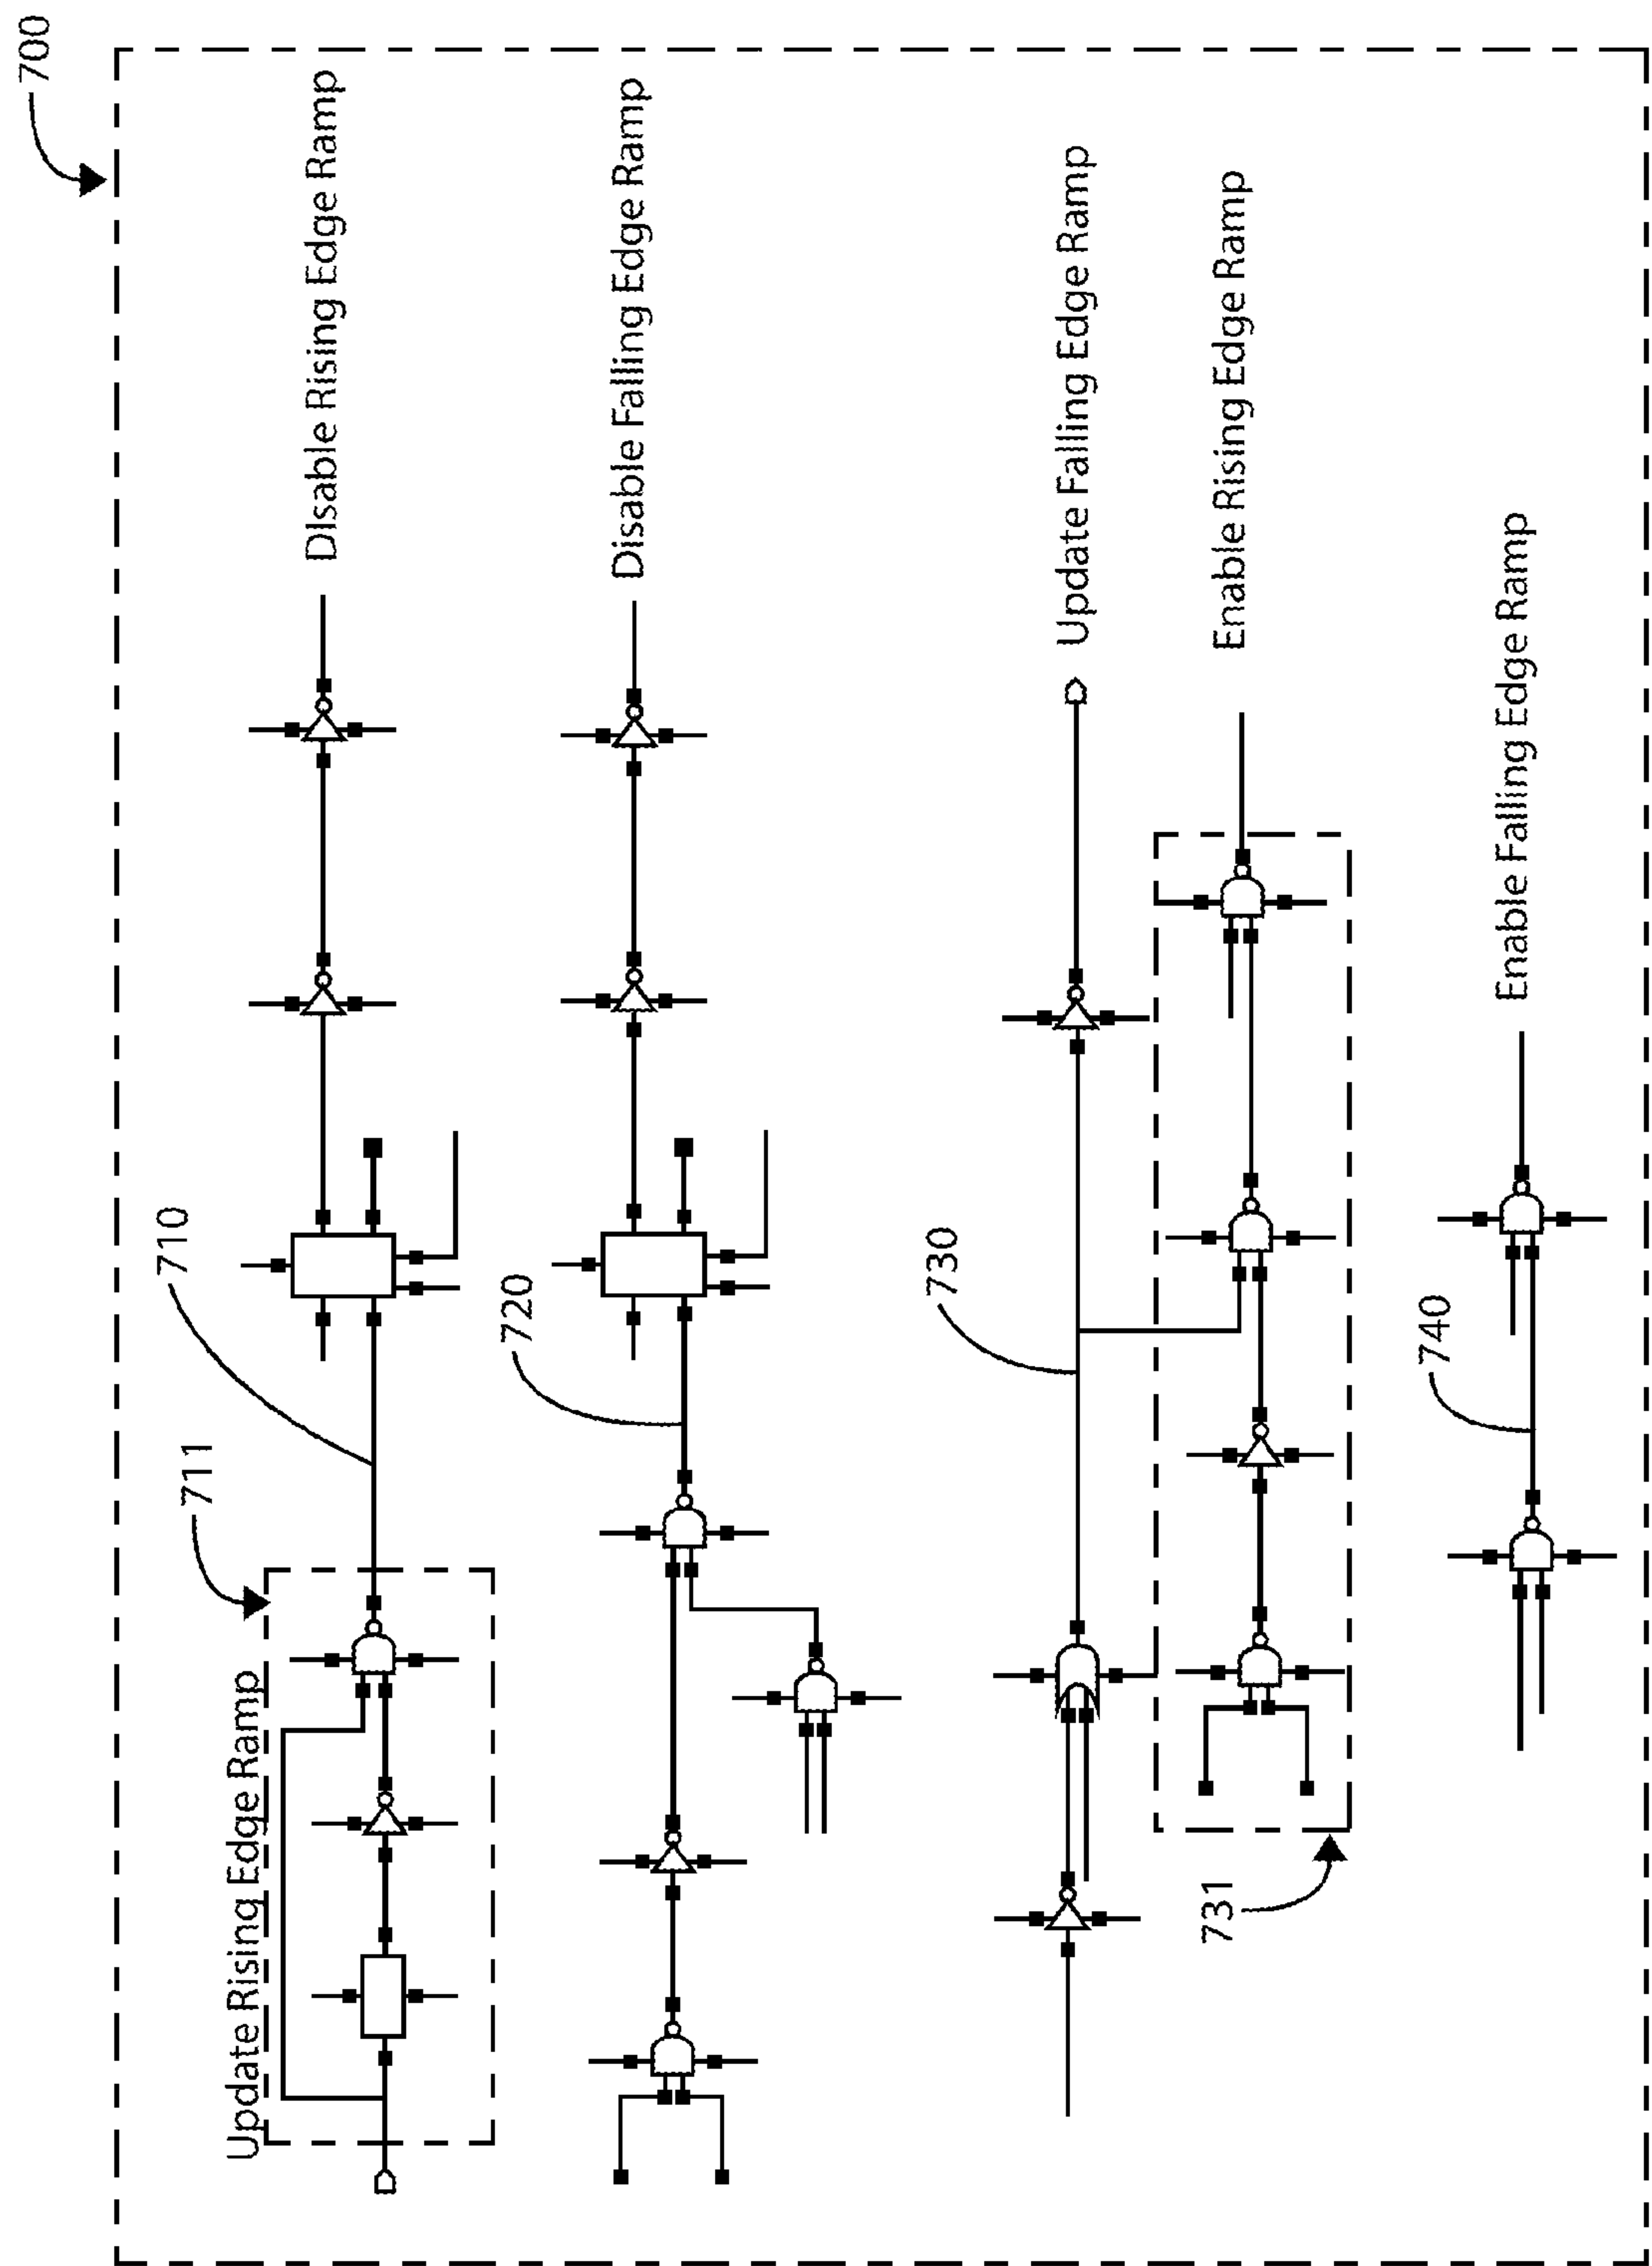 700
Update Rising Edge Ramp
711
710
DIsable Rising Edge Ramp
720
Disable Falling Edge Ramp
730
Update Falling Edge Ramp
731
Enable Rising Edge Ramp
740
Enable Falling Edge Ramp